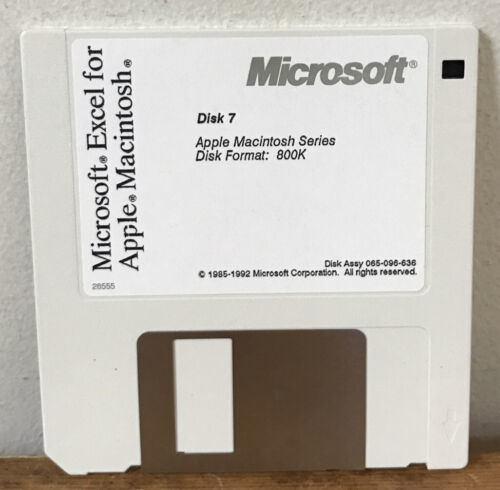 Microsoft® Excel for
Apple® Macintosh®
Microsoft®
Disk 7
Apple Macintosh Series
Disk Format: 800K
Disk Assy 065-096-636
© 1985-1992 Microsoft Corporation. All rights reserved.
28555